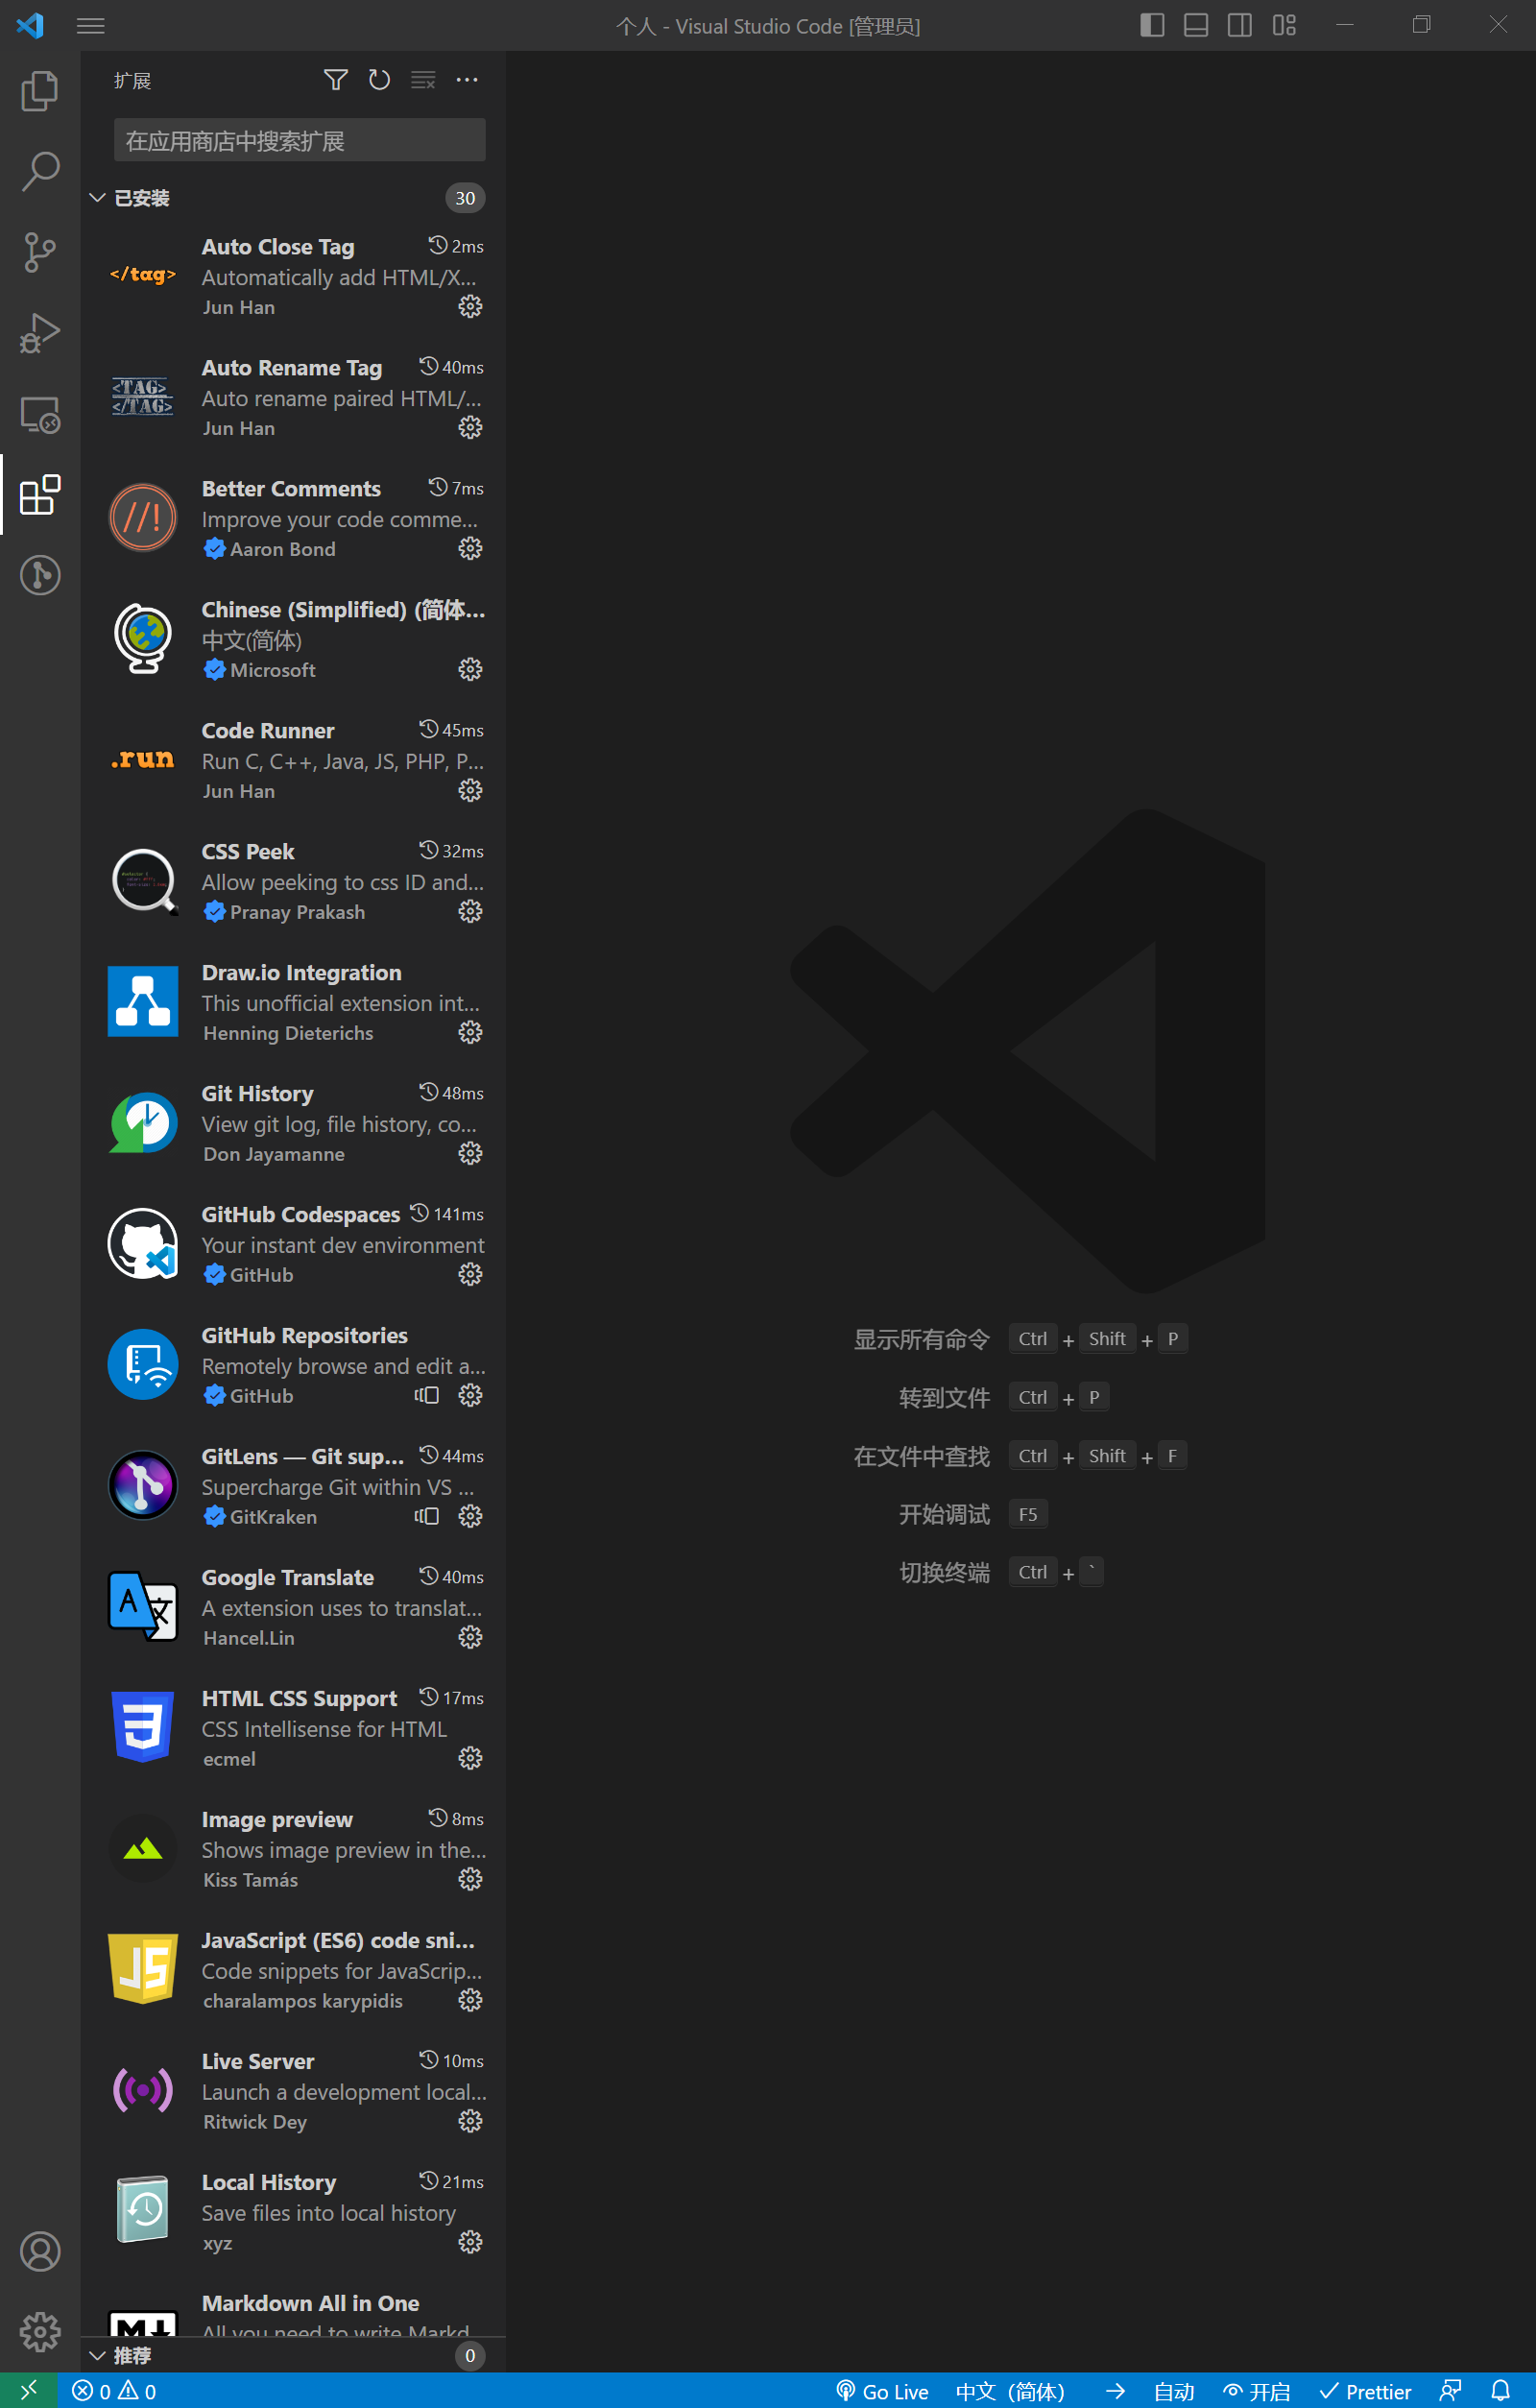 个人 - Visual Studio Code [管理员]
扩展
在应用商店中搜索扩展
已安装 30
</tag>
Auto Close Tag 2ms
Automatically add HTML/X...
Jun Han
<TAG>
</TAG>
Auto Rename Tag 40ms
Auto rename paired HTML/...
Jun Han
//!
Better Comments 7ms
Improve your code comme...
Aaron Bond
Chinese (Simplified) (简体...
中文(简体)
Microsoft
.run
Code Runner 45ms
Run C, C++, Java, JS, PHP, P...
Jun Han
CSS Peek 32ms
Allow peeking to css ID and...
Pranay Prakash
Draw.io Integration
This unofficial extension int...
Henning Dieterichs
Git History 48ms
View git log, file history, co...
Don Jayamanne
GitHub Codespaces 141ms
Your instant dev environment
GitHub
GitHub Repositories
Remotely browse and edit a...
GitHub
GitLens — Git sup... 44ms
Supercharge Git within VS ...
GitKraken
A 文
Google Translate 40ms
A extension uses to translat...
Hancel.Lin
3
HTML CSS Support 17ms
CSS Intellisense for HTML
ecmel
Image preview 8ms
Shows image preview in the...
Kiss Tamás
JS
JavaScript (ES6) code sni...
Code snippets for JavaScrip...
charalampos karypidis
Live Server 10ms
Launch a development local...
Ritwick Dey
Local History 21ms
Save files into local history
xyz
M
Markdown All in One
All you need to write Markd...
推荐 0
显示所有命令 Ctrl + Shift + P
转到文件 Ctrl + P
在文件中查找 Ctrl + Shift + F
开始调试 F5
切换终端 Ctrl + `
0 0 Go Live 中文（简体） → 自动 开启 Prettier